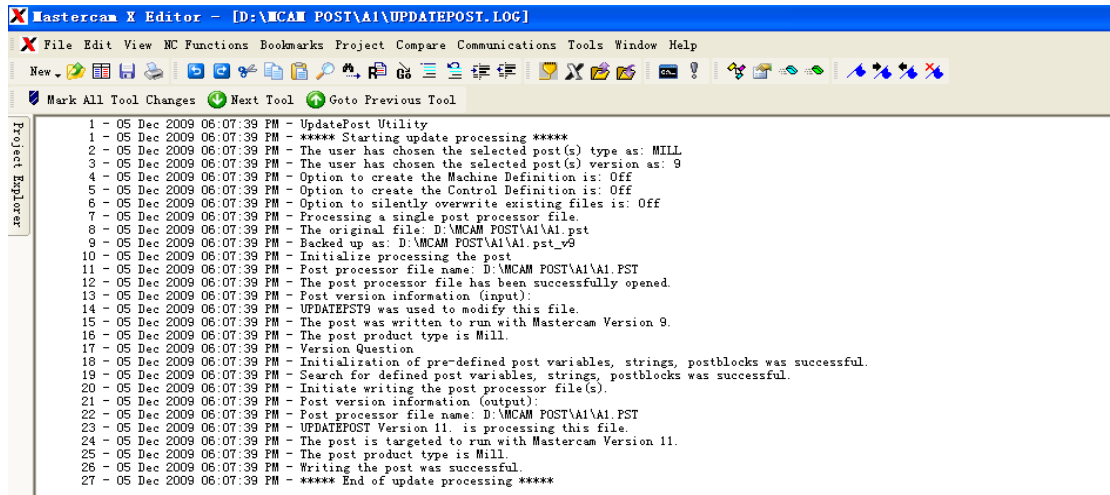 Mastercam X Editor - [D:\MCAM POST\A1\UPDATEPOST.LOG]
File Edit View NC Functions Bookmarks Project Compare Communications Tools Window Help
New
Mark All Tool Changes Next Tool Goto Previous Tool
Project Explorer
1 - 05 Dec 2009 06:07:39 PM - UpdatePost Utility
1 - 05 Dec 2009 06:07:39 PM - ***** Starting update processing *****
2 - 05 Dec 2009 06:07:39 PM - The user has chosen the selected post(s) type as: MILL
3 - 05 Dec 2009 06:07:39 PM - The user has chosen the selected post(s) version as: 9
4 - 05 Dec 2009 06:07:39 PM - Option to create the Machine Definition is: Off
5 - 05 Dec 2009 06:07:39 PM - Option to create the Control Definition is: Off
6 - 05 Dec 2009 06:07:39 PM - Option to silently overwrite existing files is: Off
7 - 05 Dec 2009 06:07:39 PM - Processing a single post processor file.
8 - 05 Dec 2009 06:07:39 PM - The original file: D:\MCAM POST\A1\A1.pst
9 - 05 Dec 2009 06:07:39 PM - Backed up as: D:\MCAM POST\A1\A1.pst_v9
10 - 05 Dec 2009 06:07:39 PM - Initialize processing the post
11 - 05 Dec 2009 06:07:39 PM - Post processor file name: D:\MCAM POST\A1\A1.PST
12 - 05 Dec 2009 06:07:39 PM - The post processor file has been successfully opened.
13 - 05 Dec 2009 06:07:39 PM - Post version information (input):
14 - 05 Dec 2009 06:07:39 PM - UPDATEPST9 was used to modify this file.
15 - 05 Dec 2009 06:07:39 PM - The post was written to run with Mastercam Version 9.
16 - 05 Dec 2009 06:07:39 PM - The post product type is Mill.
17 - 05 Dec 2009 06:07:39 PM - Version Question
18 - 05 Dec 2009 06:07:39 PM - Initialization of pre-defined post variables, strings, postblocks was successful.
19 - 05 Dec 2009 06:07:39 PM - Search for defined post variables, strings, postblocks was successful.
20 - 05 Dec 2009 06:07:39 PM - Initiate writing the post processor file(s).
21 - 05 Dec 2009 06:07:39 PM - Post version information (output):
22 - 05 Dec 2009 06:07:39 PM - Post processor file name: D:\MCAM POST\A1\A1.PST
23 - 05 Dec 2009 06:07:39 PM - UPDATEPOST Version 11. is processing this file.
24 - 05 Dec 2009 06:07:39 PM - The post is targeted to run with Mastercam Version 11.
25 - 05 Dec 2009 06:07:39 PM - The post product type is Mill.
26 - 05 Dec 2009 06:07:39 PM - Writing the post was successful.
27 - 05 Dec 2009 06:07:39 PM - ***** End of update processing *****